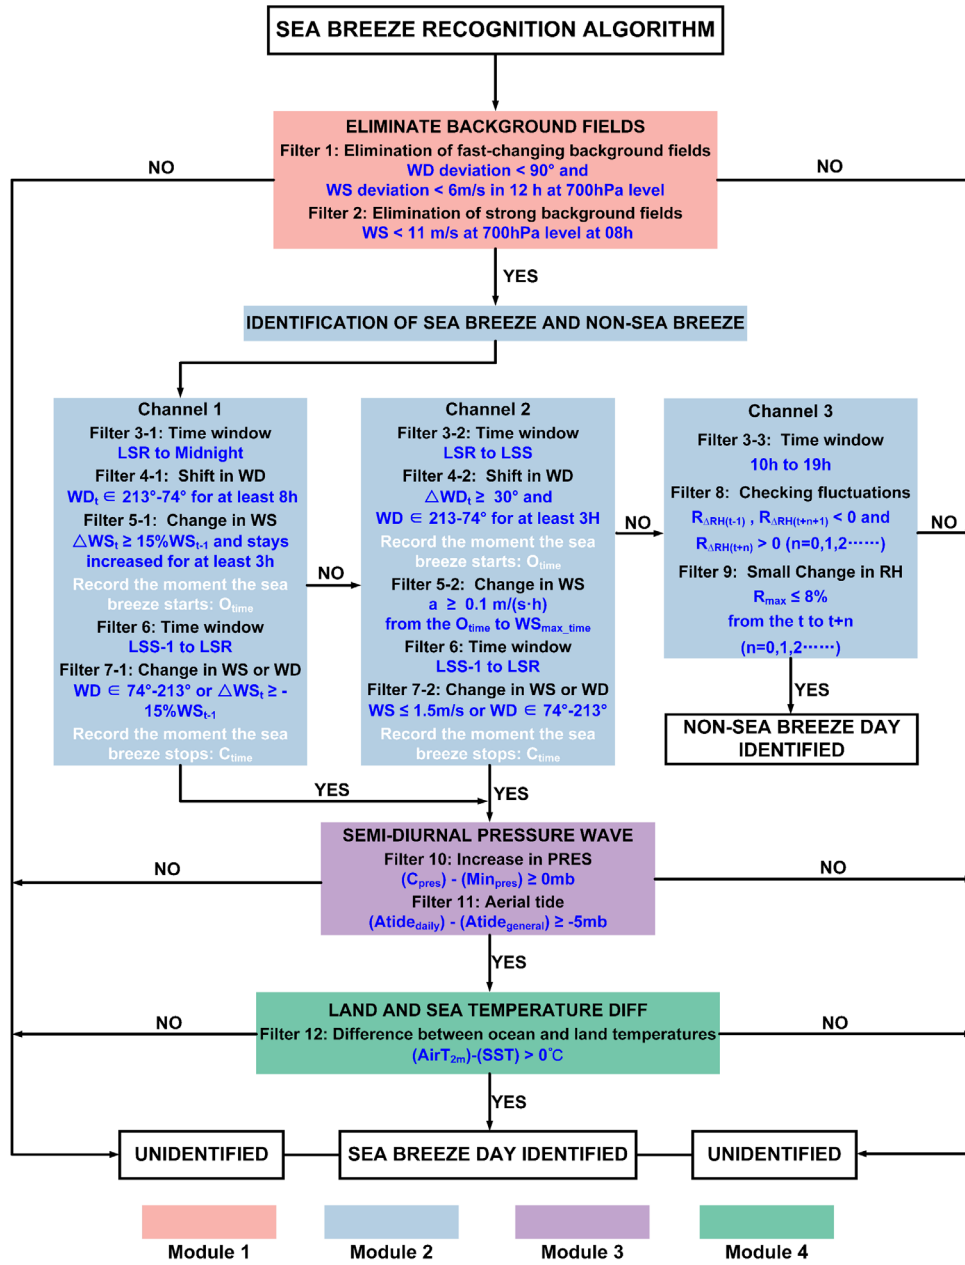 SEA BREEZE RECOGNITION ALGORITHM
ELIMINATE BACKGROUND FIELDS
Filter 1: Elimination of fast-changing background fields
WD deviation < 90° and
WS deviation < 6m/s in 12 h at 700hPa level
Filter 2: Elimination of strong background fields
WS < 11 m/s at 700hPa level at 08h
NO
NO
YES
IDENTIFICATION OF SEA BREEZE AND NON-SEA BREEZE
Channel 1
Filter 3-1: Time window
LSR to Midnight
Filter 4-1: Shift in WD
WDt ∈ 213°-74° for at least 8h
Filter 5-1: Change in WS
△WSt ≥ 15%WSt-1 and stays
increased for at least 3h
Record the moment the sea
breeze starts: Otime
Filter 6: Time window
LSS-1 to LSR
Filter 7-1: Change in WS or WD
WD ∈ 74°-213° or △WSt ≥ -
15%WSt-1
Record the moment the sea
breeze stops: Ctime
NO
Channel 2
Filter 3-2: Time window
LSR to LSS
Filter 4-2: Shift in WD
△WDt ≥ 30° and
WD ∈ 213-74° for at least 3H
Record the moment the sea
breeze starts: Otime
Filter 5-2: Change in WS
a ≥ 0.1 m/(s·h)
from the Otime to WSmax_time
Filter 6: Time window
LSS-1 to LSR
Filter 7-2: Change in WS or WD
WS ≤ 1.5m/s or WD ∈ 74°-213°
Record the moment the sea
breeze stops: Ctime
NO
Channel 3
Filter 3-3: Time window
10h to 19h
Filter 8: Checking fluctuations
R△RH(t-1) , R△RH(t+n+1) < 0 and
R△RH(t+n) > 0 (n=0,1,2······)
Filter 9: Small Change in RH
Rmax ≤ 8%
from the t to t+n
(n=0,1,2······)
NO
YES
NON-SEA BREEZE DAY
IDENTIFIED
YES
YES
SEMI-DIURNAL PRESSURE WAVE
Filter 10: Increase in PRES
(Cpres) - (Minpres) ≥ 0mb
Filter 11: Aerial tide
(Atidedaily) - (Atidegeneral) ≥ -5mb
NO
NO
YES
LAND AND SEA TEMPERATURE DIFF
Filter 12: Difference between ocean and land temperatures
(AirT2m)-(SST) > 0℃
NO
NO
YES
UNIDENTIFIED
SEA BREEZE DAY IDENTIFIED
UNIDENTIFIED
Module 1
Module 2
Module 3
Module 4